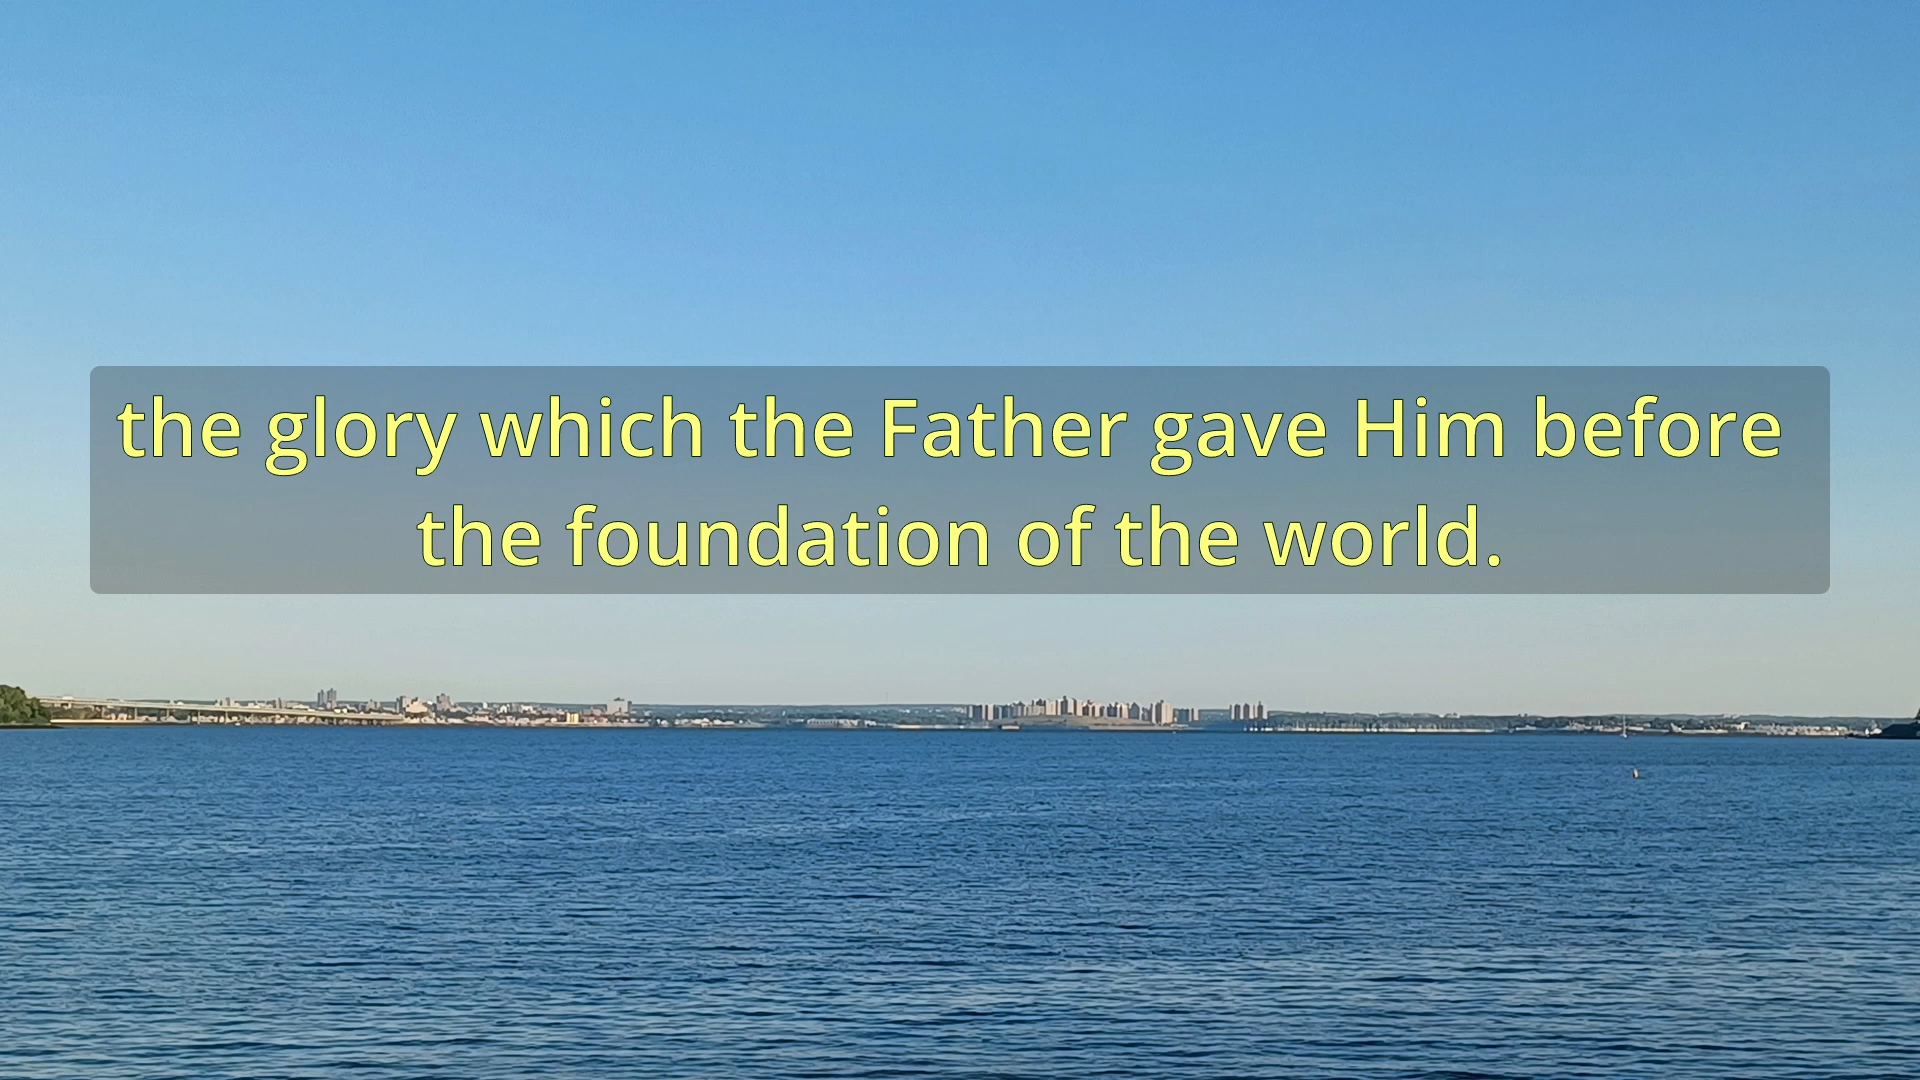 the glory which the Father gave Him before
the foundation of the world.